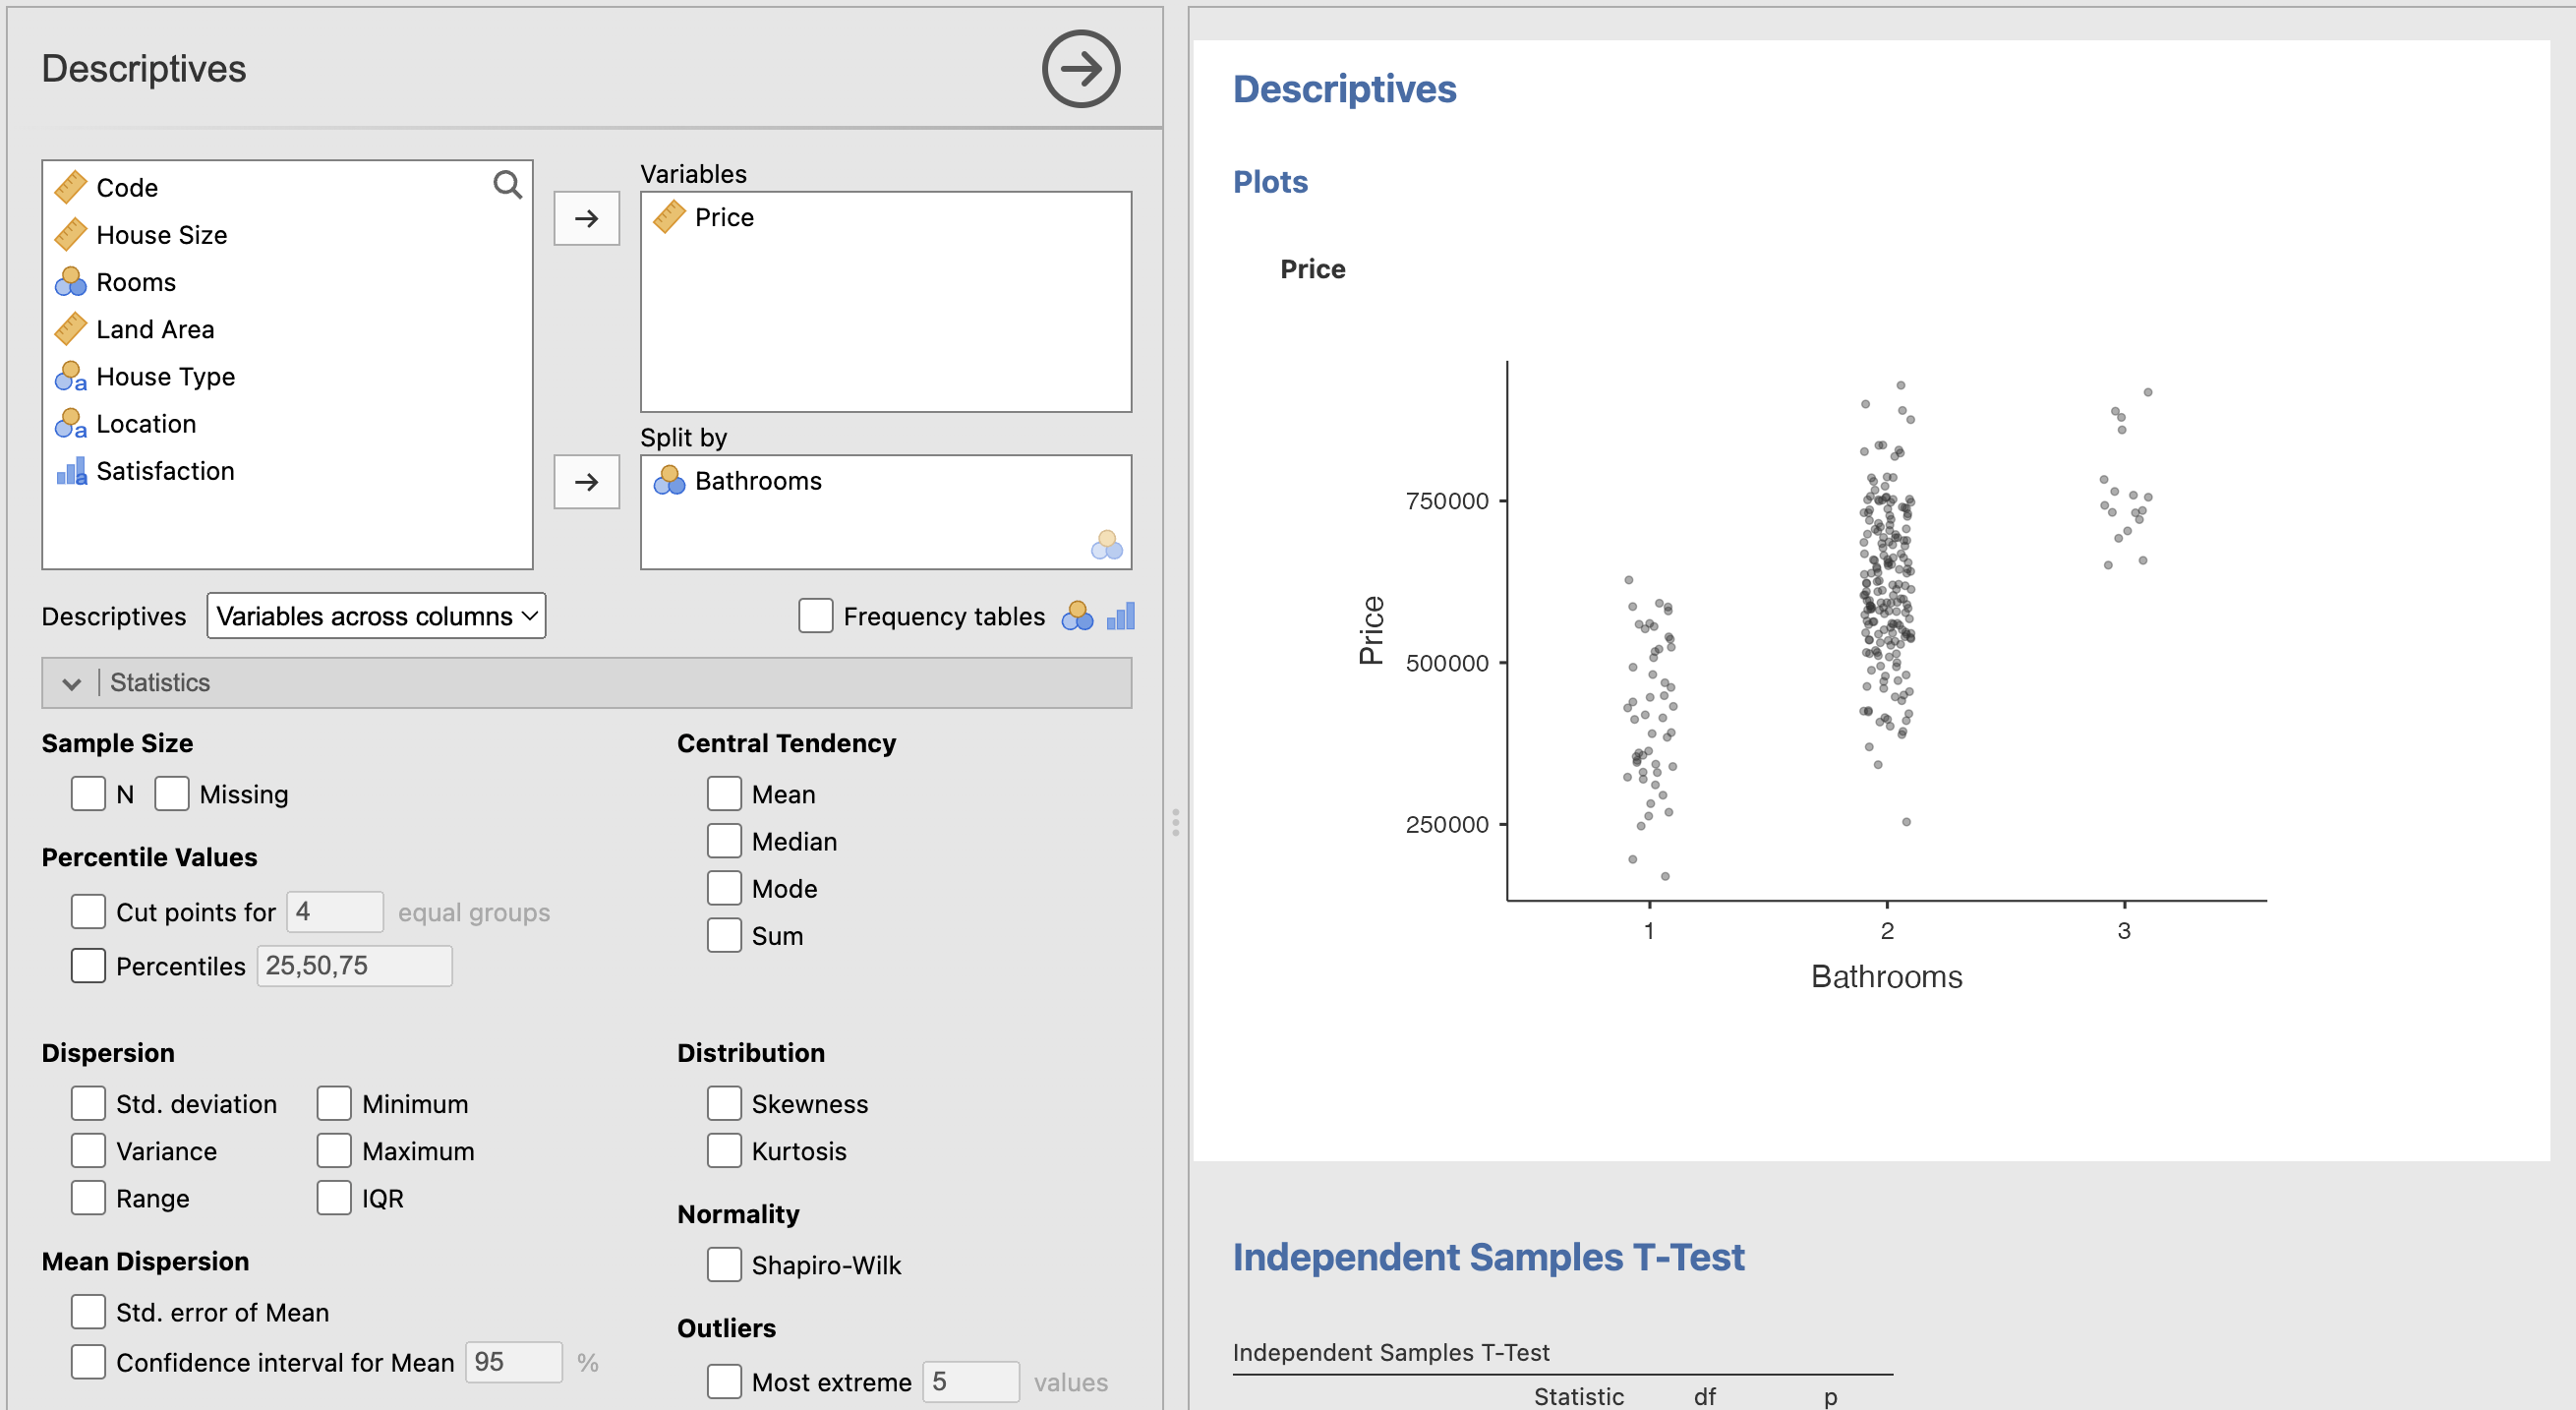 Descriptives
Code
House Size
Rooms
Land Area
House Type
Location
Satisfaction
Variables
Price
Split by
Bathrooms
Descriptives Variables across columns Frequency tables
Statistics
Sample Size
N Missing
Percentile Values
Cut points for 4 equal groups
Percentiles 25,50,75
Central Tendency
Mean
Median
Mode
Sum
Dispersion
Std. deviation Minimum
Variance Maximum
Range IQR
Distribution
Skewness
Kurtosis
Mean Dispersion
Std. error of Mean
Confidence interval for Mean 95 %
Normality
Shapiro-Wilk
Outliers
Most extreme 5 values
Descriptives
Plots
Price
Price
750000
500000
250000
1 2 3
Bathrooms
Independent Samples T-Test
Independent Samples T-Test
Statistic df p